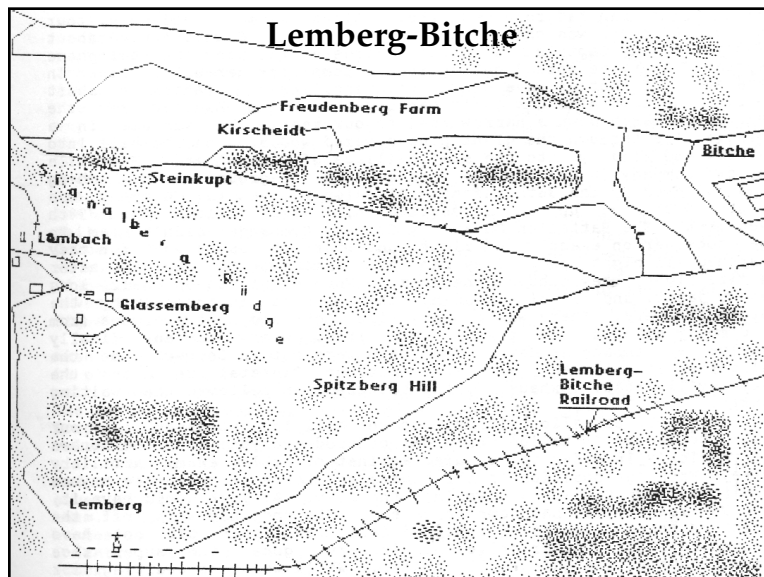 Lemberg-Bitche
Freudenberg Farm
Kirscheidt
Bitche
Steinkupt
Signalberg Ridge
Lambach
Glassemberg
Spitzberg Hill
Lemberg-
Bitche
Railroad
Lemberg